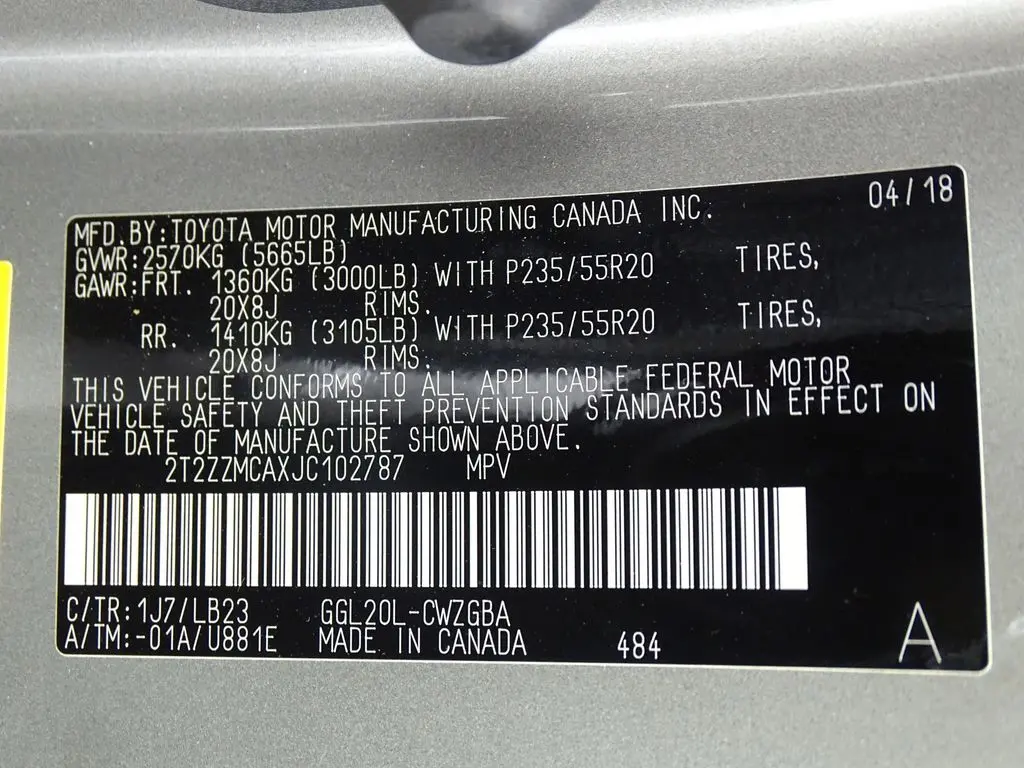 04/18
MFD.BY:TOYOTA MOTOR MANUFACTURING CANADA INC.
GVWR:2570KG (5665LB)
GAWR:FRT. 1360KG (3000LB) WITH P235/55R20 TIRES,
20X8J RIMS.
RR. 1410KG (3105LB) WITH P235/55R20 TIRES,
20X8J RIMS.
THIS VEHICLE CONFORMS TO ALL APPLICABLE FEDERAL MOTOR
VEHICLE SAFETY AND THEFT PREVENTION STANDARDS IN EFFECT ON
THE DATE OF MANUFACTURE SHOWN ABOVE.
2T2ZZMCAXJC102787 MPV
C/TR:1J7/LB23 GGL20L-CWZGBA
A/TM:-01A/U881E MADE IN CANADA 484 A